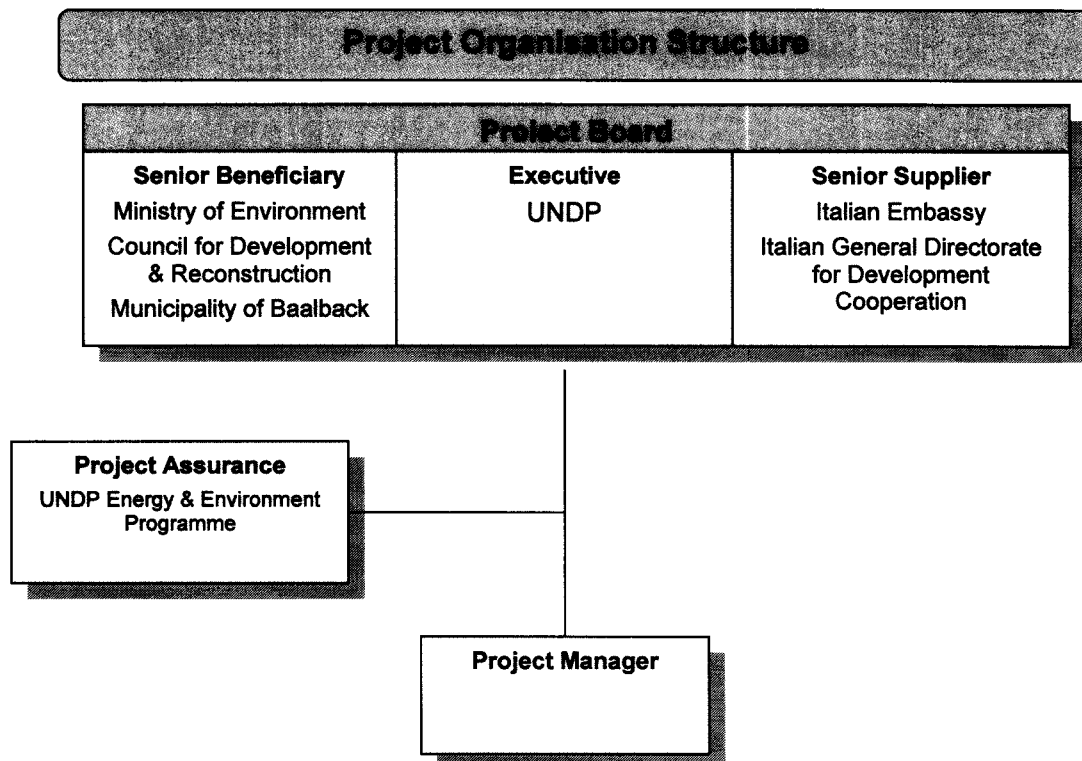 Project Organisation Structure
Project Board
Senior Beneficiary
Ministry of Environment
Council for Development
& Reconstruction
Municipality of Baalback
Executive
UNDP
Senior Supplier
Italian Embassy
Italian General Directorate
for Development
Cooperation
Project Assurance
UNDP Energy & Environment
Programme
Project Manager